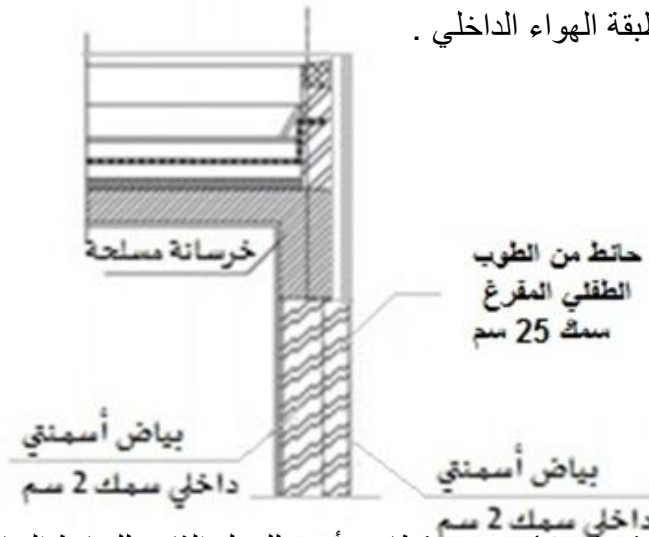 طبقة الهواء الداخلي .
خرسانة مسلحة
حائط من الطوب
الطفلي المفرغ
سمك 25 سم
بياض أسمنتي
داخلي سمك 2 سم
بياض أسمنتي
داخلي سمك 2 سم